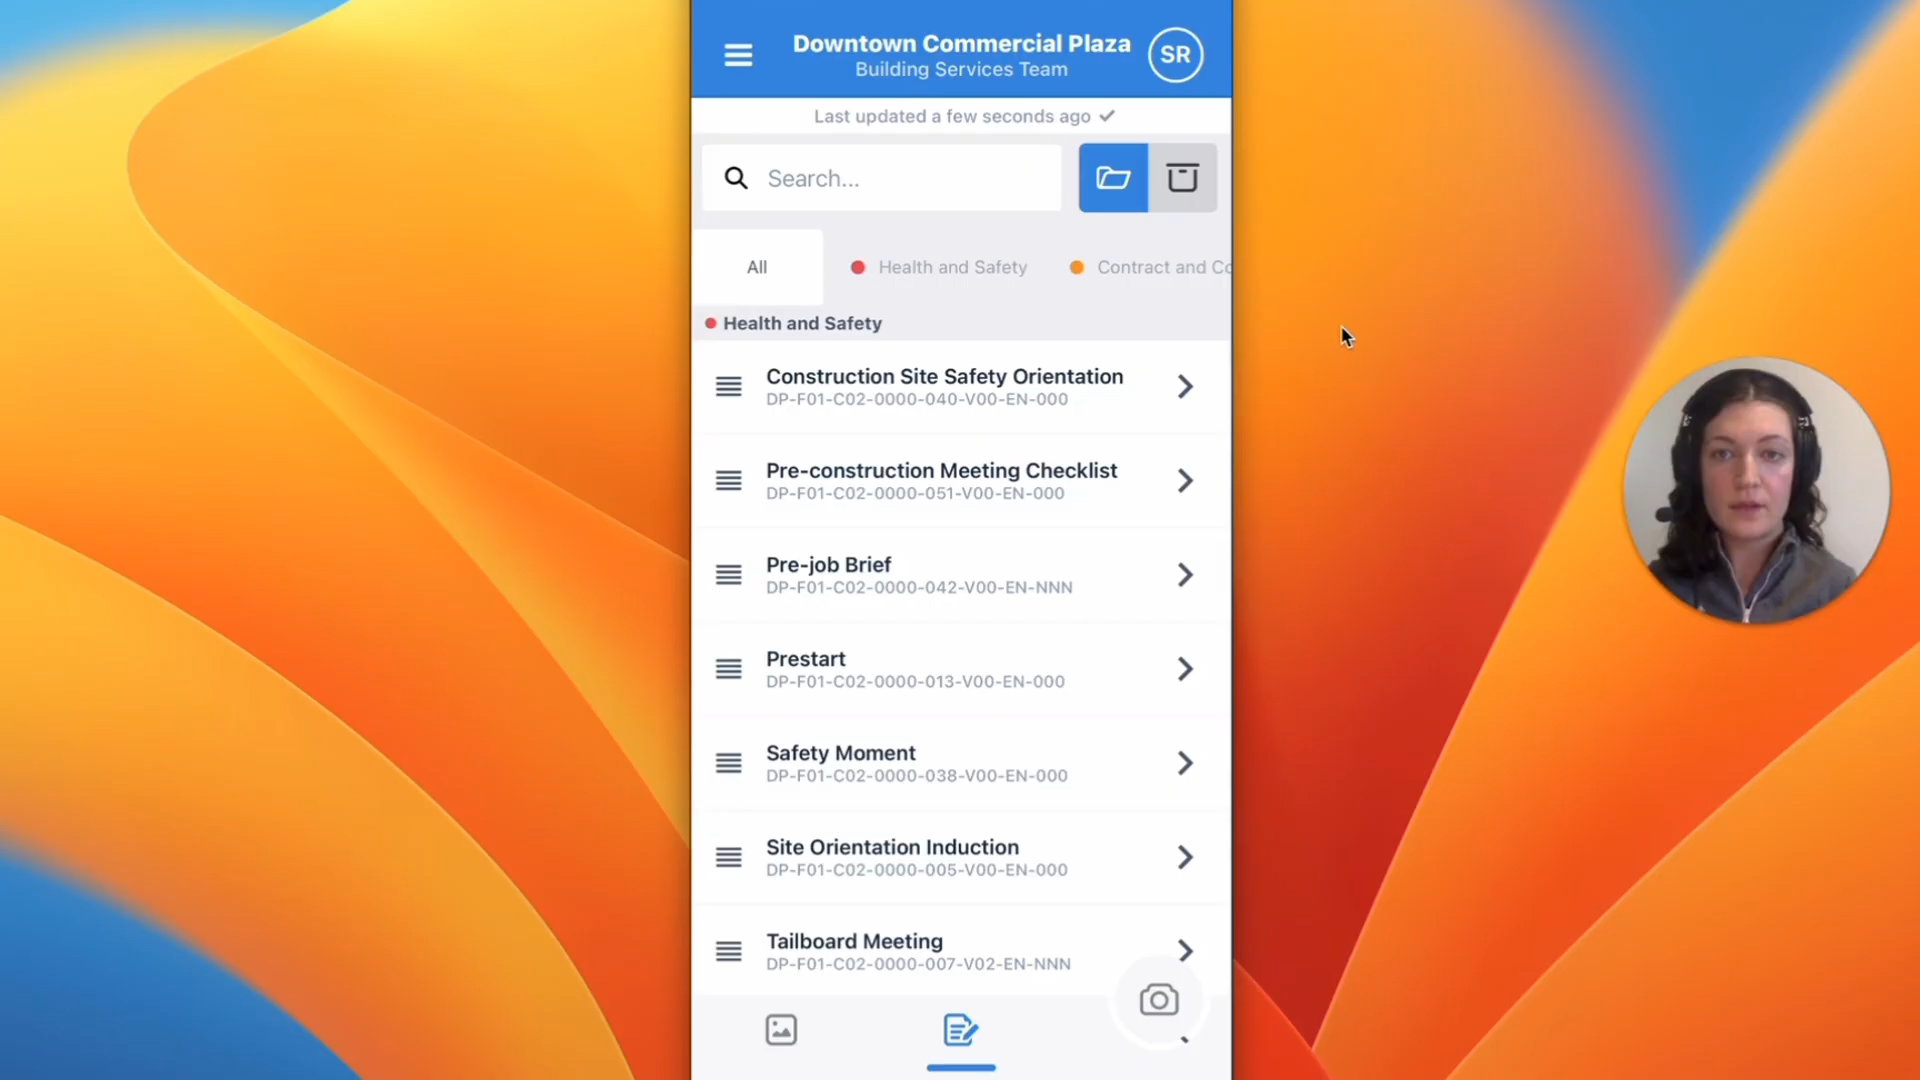 Downtown Commercial Plaza
Building Services Team
SR
Last updated a few seconds ago
Search...
All
Health and Safety
Contract and Co
Health and Safety
Construction Site Safety Orientation
DP-F01-C02-0000-040-V00-EN-000
Pre-construction Meeting Checklist
DP-F01-C02-0000-051-V00-EN-000
Pre-job Brief
DP-F01-C02-0000-042-V00-EN-NNN
Prestart
DP-F01-C02-0000-013-V00-EN-000
Safety Moment
DP-F01-C02-0000-038-V00-EN-000
Site Orientation Induction
DP-F01-C02-0000-005-V00-EN-000
Tailboard Meeting
DP-F01-C02-0000-007-V02-EN-NNN